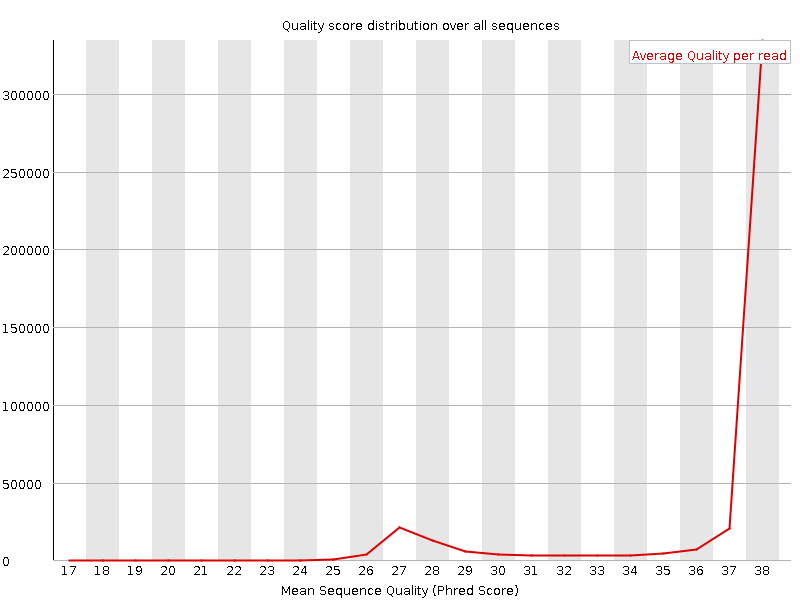 Quality score distribution over all sequences
Average Quality per read
300000
250000
200000
150000
100000
50000
0
17 18 19 20 21 22 23 24 25 26 27 28 29 30 31 32 33 34 35 36 37 38
Mean Sequence Quality (Phred Score)